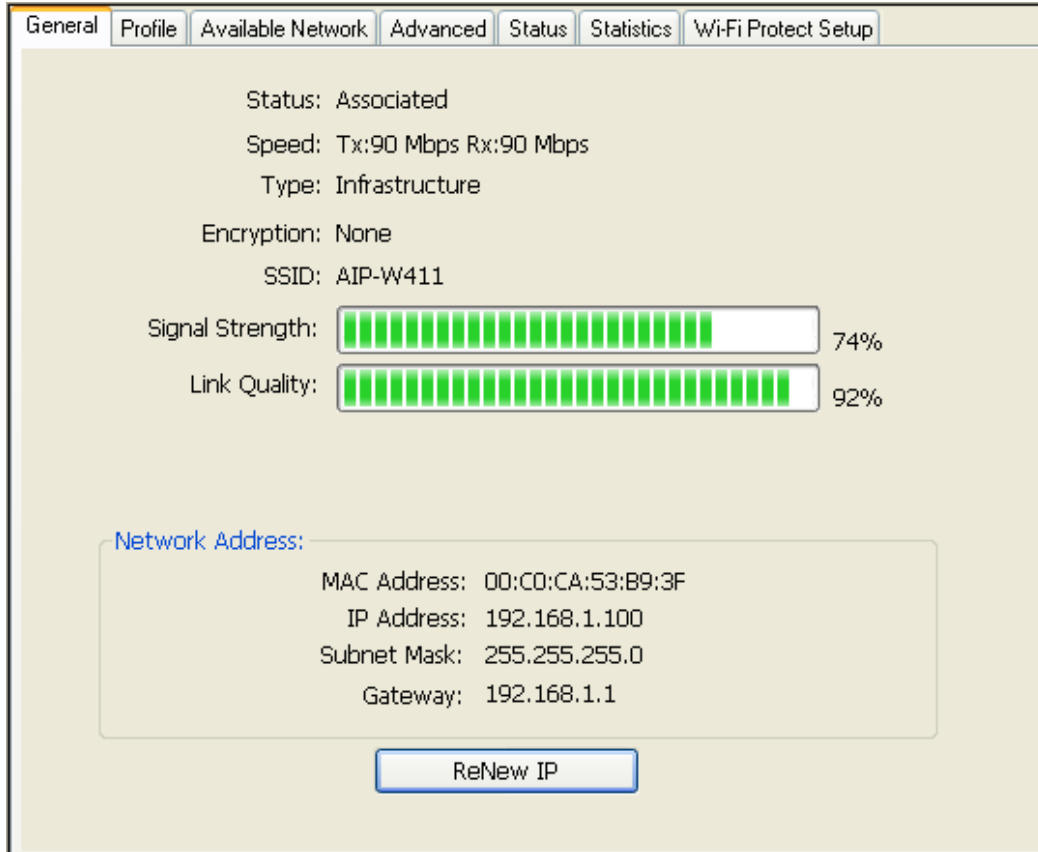 General Profile Available Network Advanced Status Statistics Wi-Fi Protect Setup
Status: Associated
Speed: Tx:90 Mbps Rx:90 Mbps
Type: Infrastructure
Encryption: None
SSID: AIP-W411
Signal Strength: 74%
Link Quality: 92%
Network Address:
MAC Address: 00:C0:CA:53:B9:3F
IP Address: 192.168.1.100
Subnet Mask: 255.255.255.0
Gateway: 192.168.1.1
ReNew IP